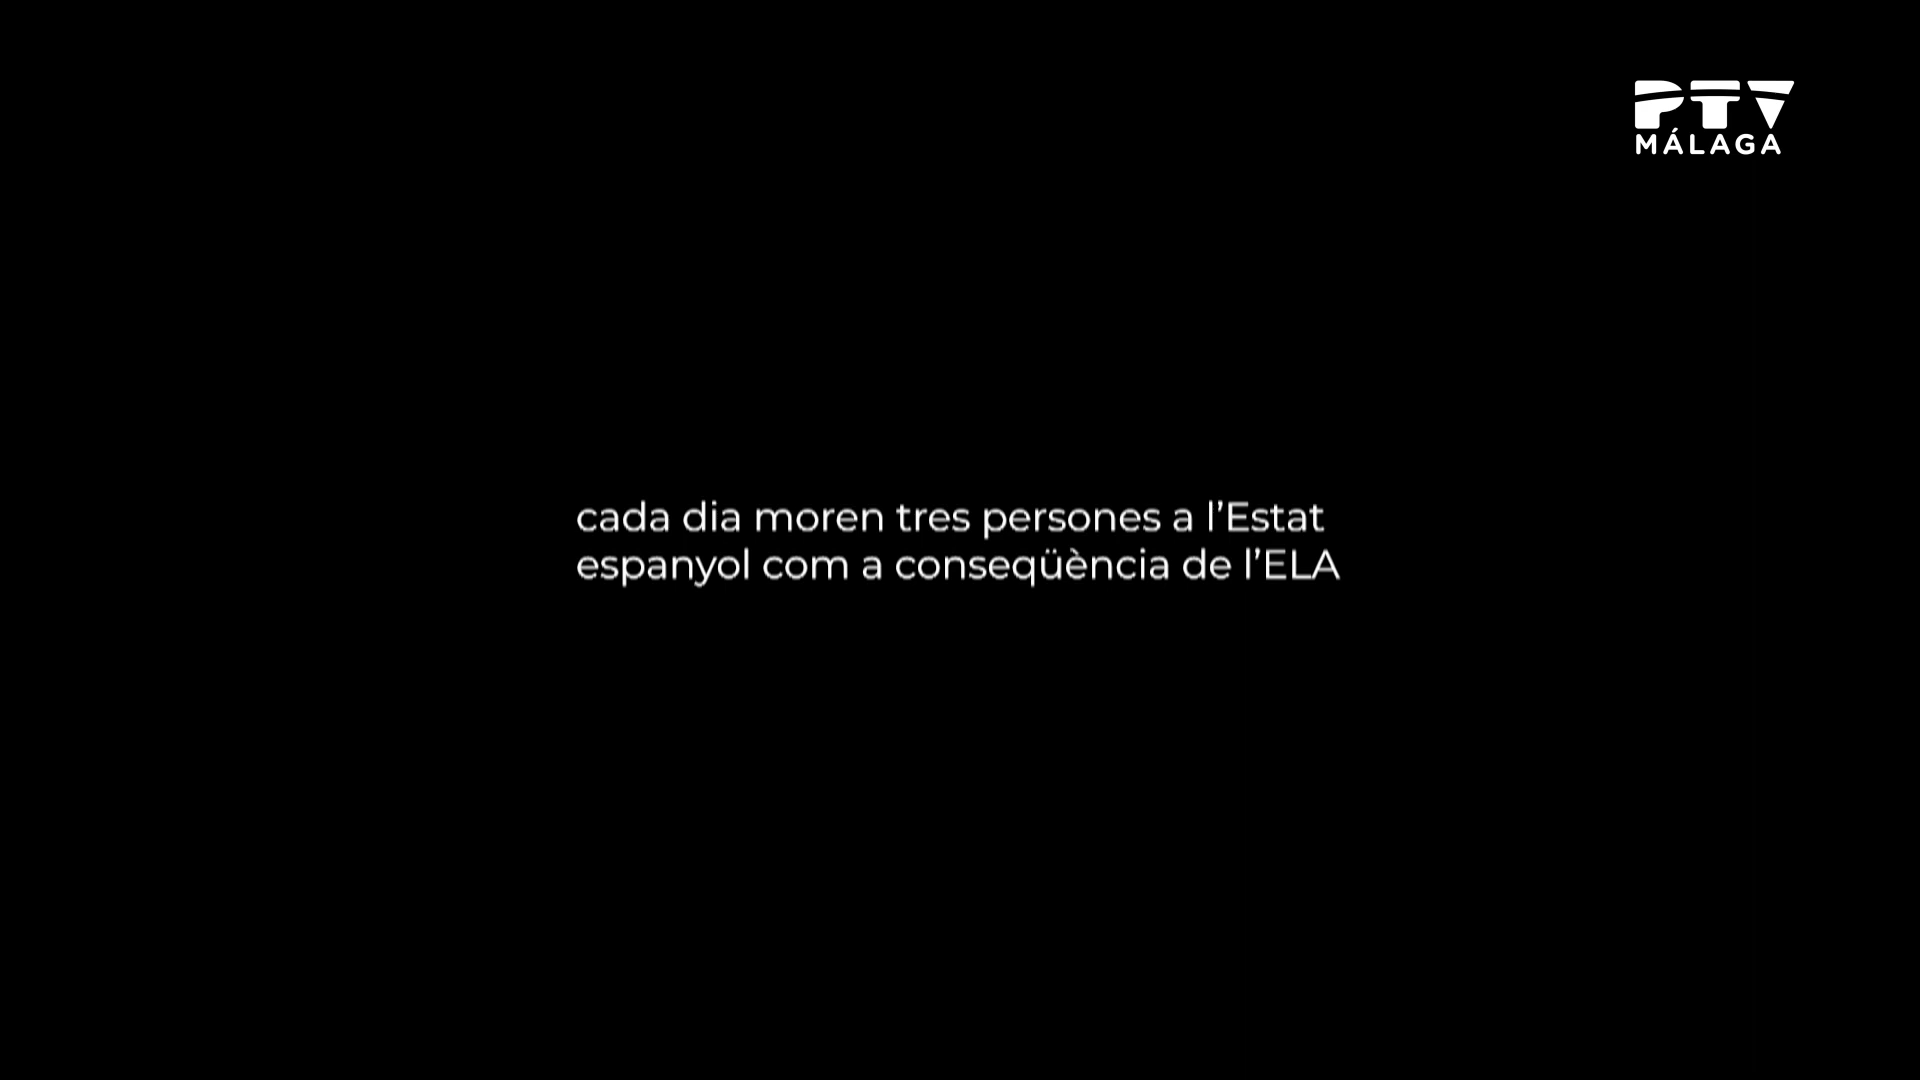 PTV
MÁLAGA
cada dia moren tres persones a l’Estat
espanyol com a conseqüència de l’ELA